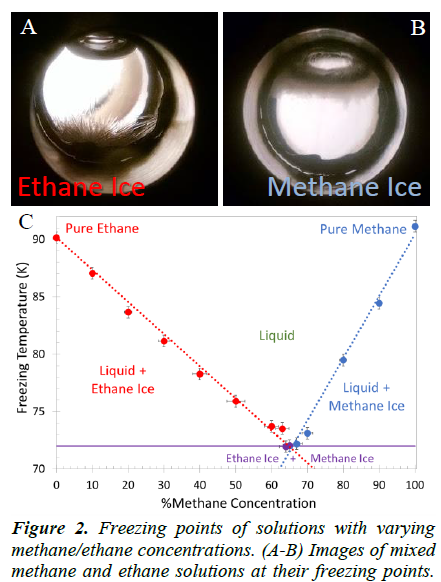 A
B
Ethane Ice
Methane Ice
C
Pure Ethane
Pure Methane
Freezing Temperature (K)
90
85
80
75
70
Liquid
Liquid +
Ethane Ice
Liquid +
Methane Ice
Ethane Ice + Methane Ice
0 10 20 30 40 50 60 70 80 90 100
%Methane Concentration
Figure 2. Freezing points of solutions with varying
methane/ethane concentrations. (A-B) Images of mixed
methane and ethane solutions at their freezing points.